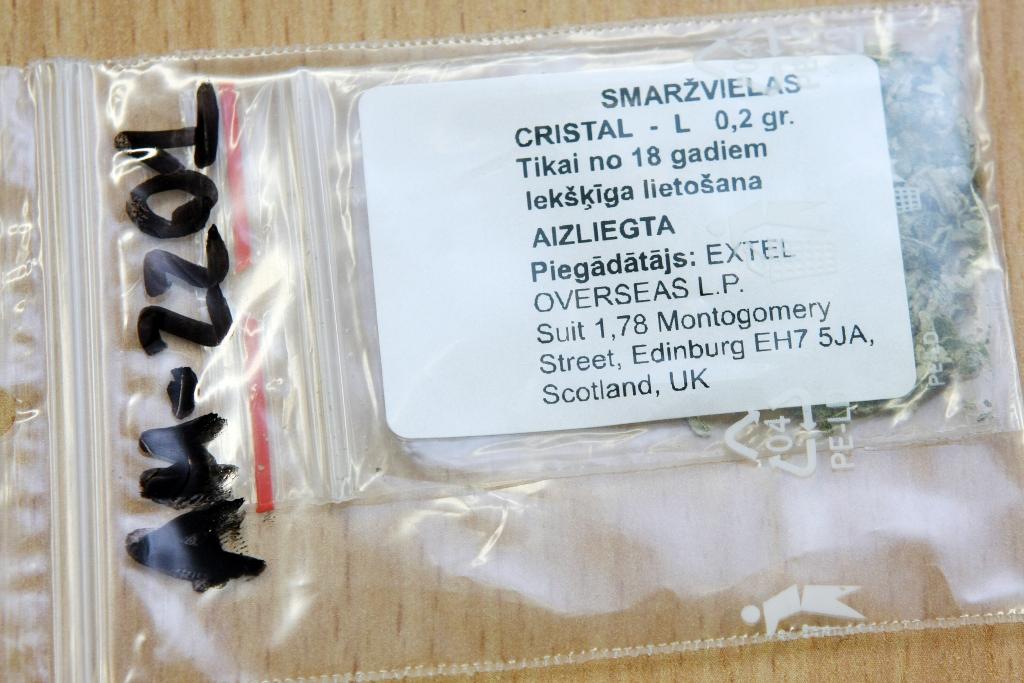 SMARŽVIELAS
CRISTAL - L 0,2 gr.
Tikai no 18 gadiem
Iekšķīga lietošana
AIZLIEGTA
Piegādātājs: EXTEL
OVERSEAS L.P.
Suit 1,78 Montogomery
Street, Edinburg EH7 5JA,
Scotland, UK
04